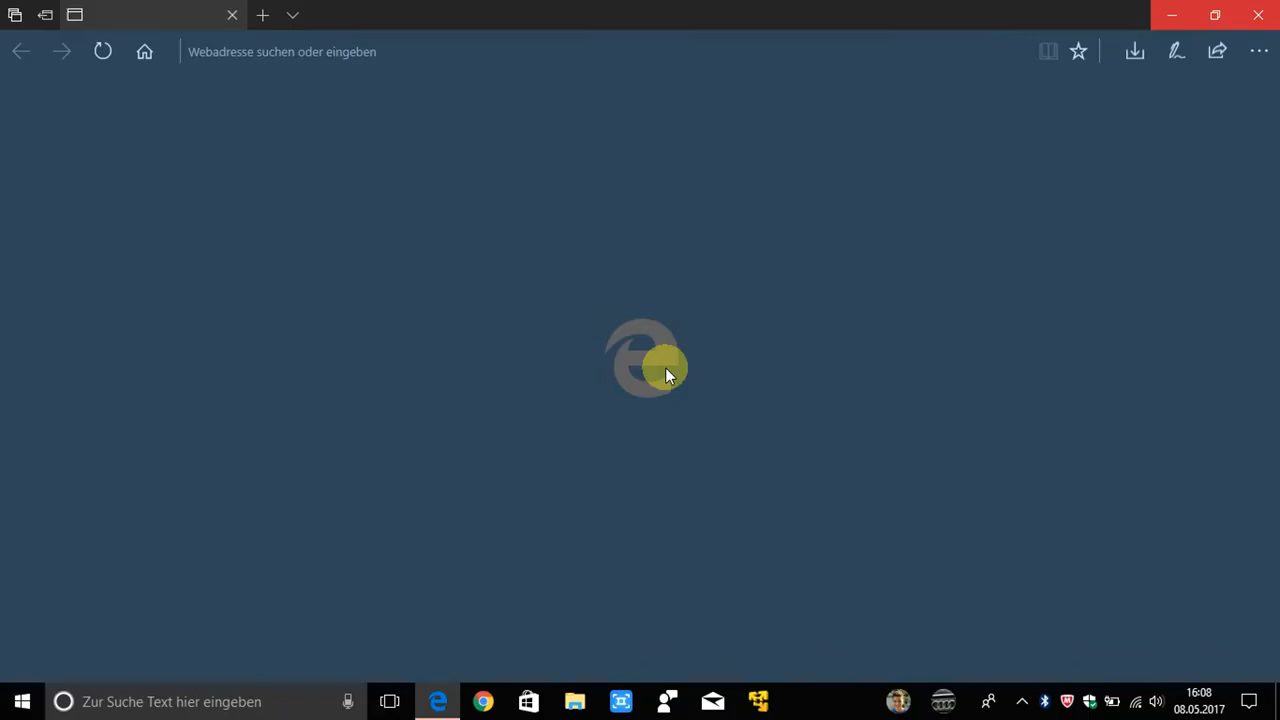 Webadresse suchen oder eingeben
Zur Suche Text hier eingeben
16:08
08.05.2017